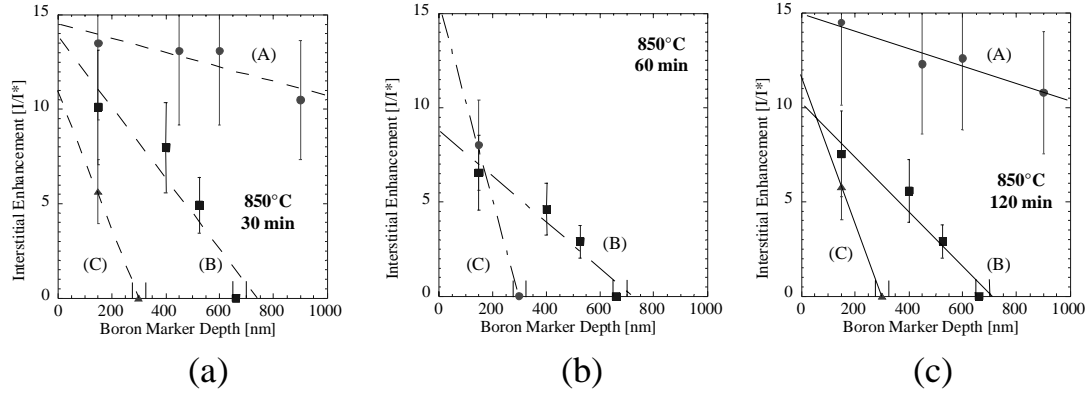 Interstitial Enhancement [I/I*]
15
10
5
0
0 200 400 600 800 1000
Boron Marker Depth [nm]
(A)
(B)
(C)
850°C
30 min
(a)
Interstitial Enhancement [I/I*]
15
10
5
0
0 200 400 600 800 1000
Boron Marker Depth [nm]
850°C
60 min
(B)
(C)
(b)
Interstitial Enhancement [I/I*]
15
10
5
0
0 200 400 600 800 1000
Boron Marker Depth [nm]
(A)
850°C
120 min
(B)
(C)
(c)